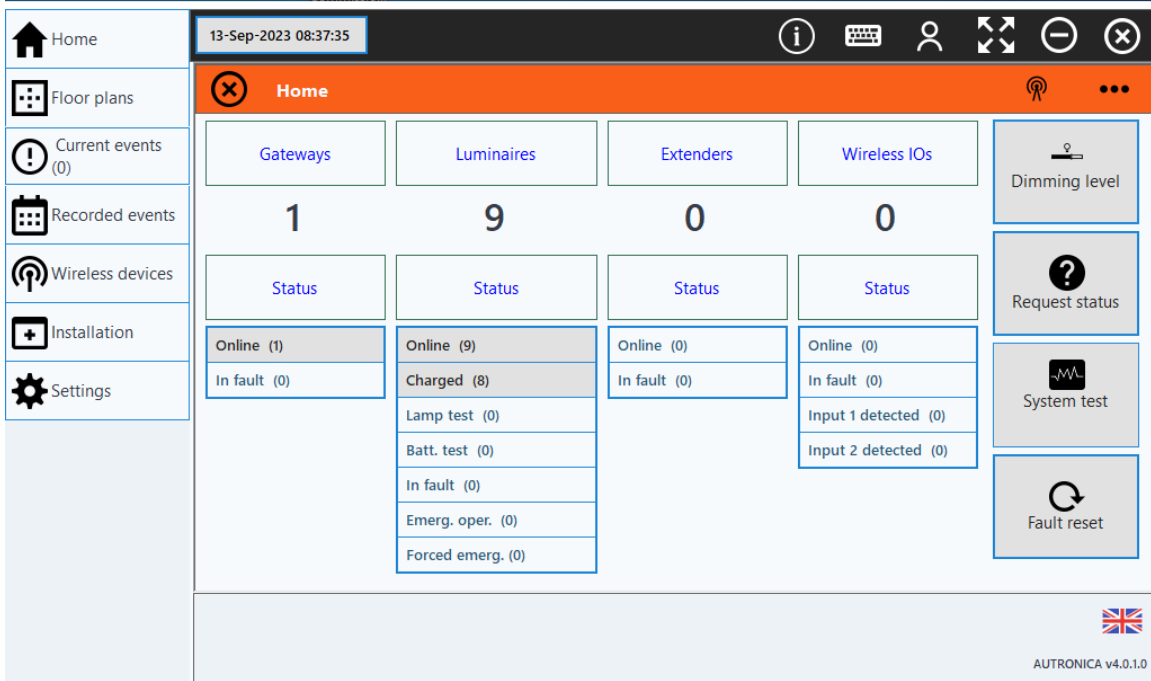 Home
Floor plans
Current events
(0)
Recorded events
Wireless devices
Installation
Settings
13-Sep-2023 08:37:35
Home
Gateways
Luminaires
Extenders
Wireless IOs
1
9
0
0
Status
Status
Status
Status
Online (1)
In fault (0)
Online (9)
Charged (8)
Lamp test (0)
Batt. test (0)
In fault (0)
Emerg. oper. (0)
Forced emerg. (0)
Online (0)
In fault (0)
Online (0)
In fault (0)
Input 1 detected (0)
Input 2 detected (0)
Dimming level
Request status
System test
Fault reset
AUTRONICA v4.0.1.0